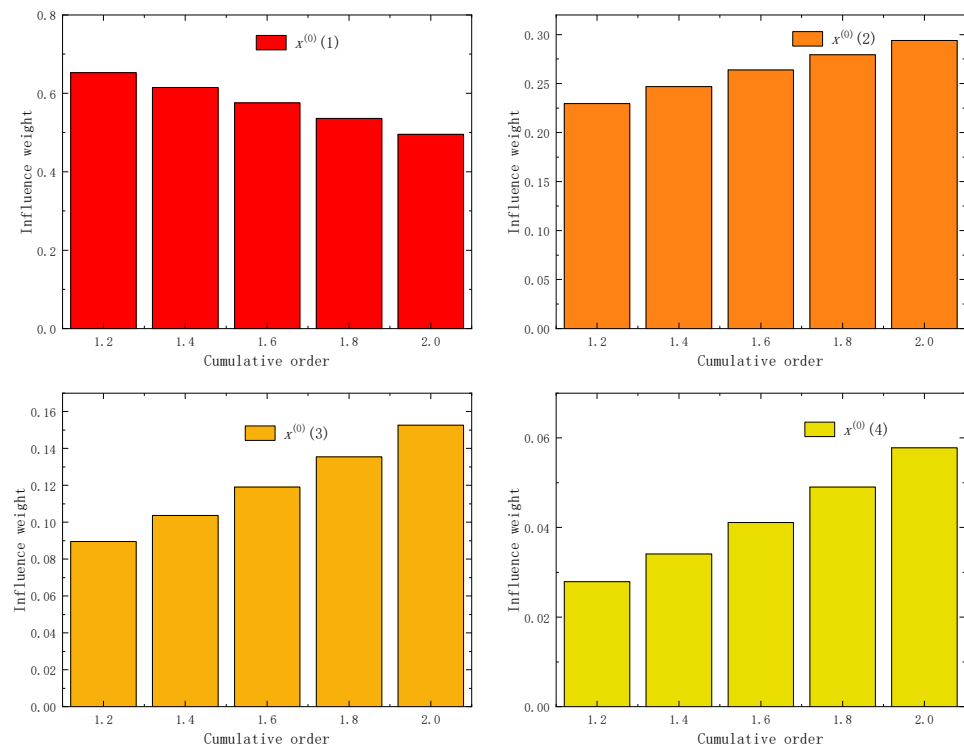 x(0)(1)
0.8
0.6
0.4
0.2
0.0
Influence weight
1.2 1.4 1.6 1.8 2.0
Cumulative order
x(0)(2)
0.30
0.25
0.20
0.15
0.10
0.05
0.00
Influence weight
1.2 1.4 1.6 1.8 2.0
Cumulative order
x(0)(3)
0.16
0.14
0.12
0.10
0.08
0.06
0.04
0.02
0.00
Influence weight
1.2 1.4 1.6 1.8 2.0
Cumulative order
x(0)(4)
0.06
0.04
0.02
0.00
Influence weight
1.2 1.4 1.6 1.8 2.0
Cumulative order